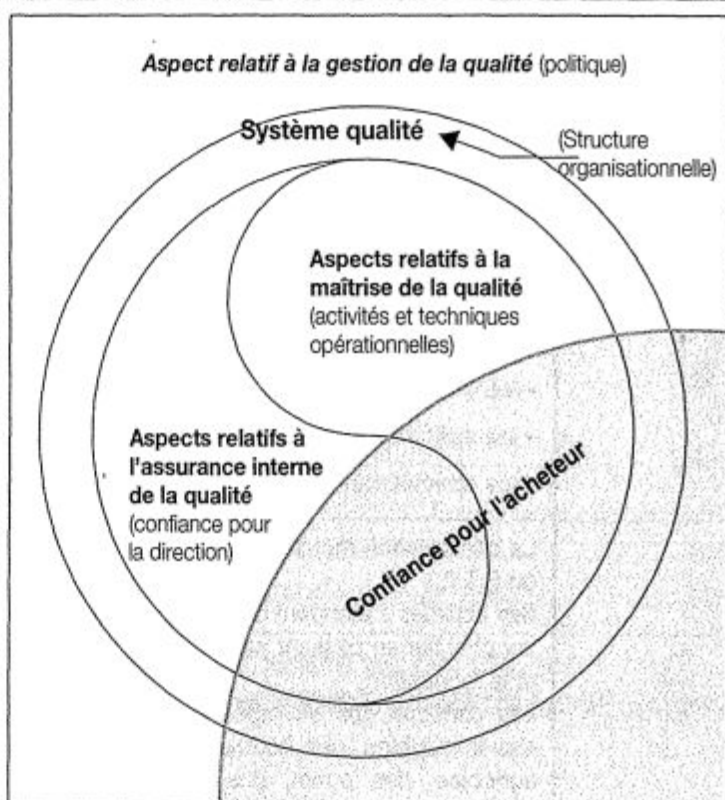 Aspect relatif à la gestion de la qualité (politique)
Système qualité
(Structure
organisationnelle)
Aspects relatifs à la
maîtrise de la qualité
(activités et techniques
opérationnelles)
Aspects relatifs à
l'assurance interne
de la qualité
(confiance pour
la direction)
Confiance pour l'acheteur